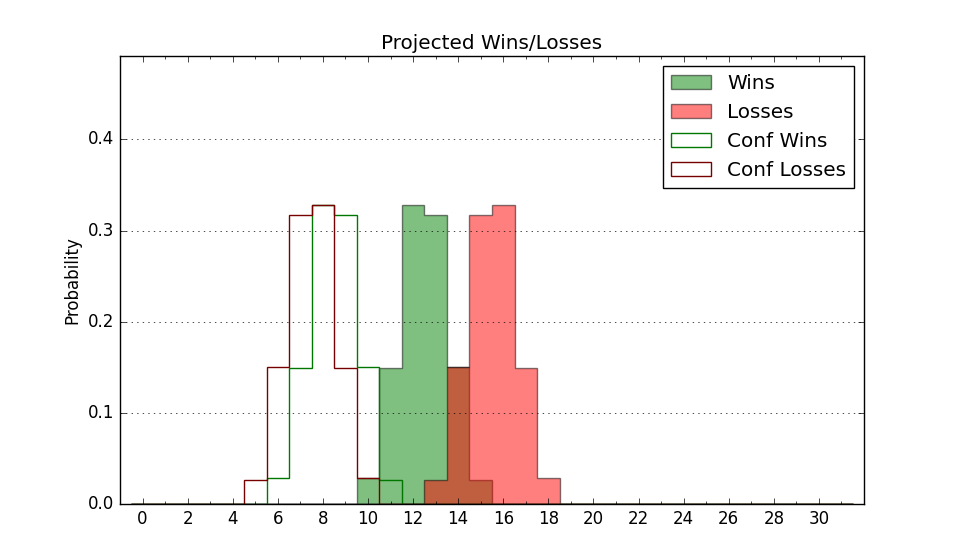 Projected Wins/Losses
Wins
Losses
Conf Wins
Conf Losses
Probability
0.4
0.3
0.2
0.1
0.0
0 2 4 6 8 10 12 14 16 18 20 22 24 26 28 30